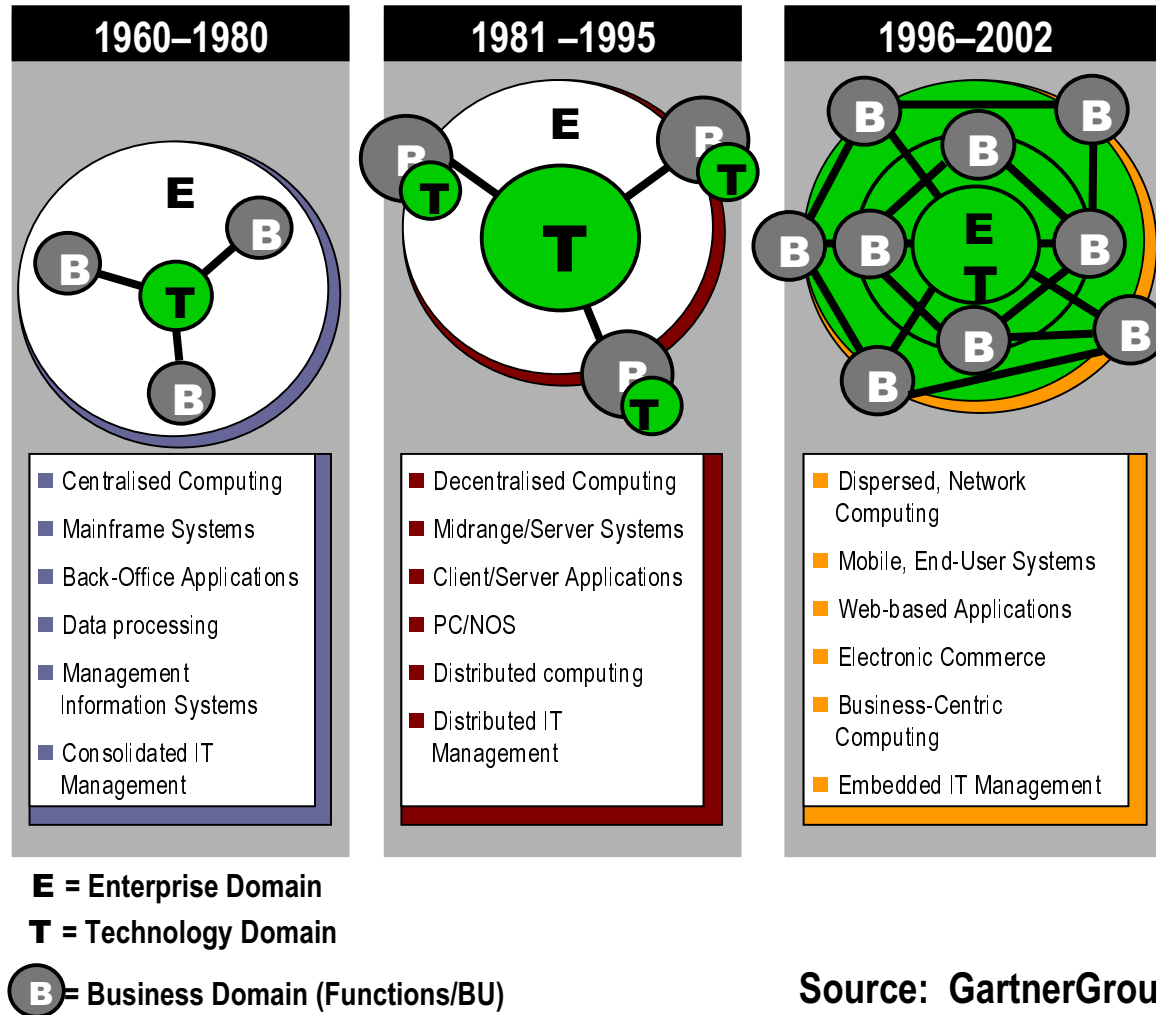 1960–1980
E
B
B
T
B
Centralised Computing
Mainframe Systems
Back-Office Applications
Data processing
Management
Information Systems
Consolidated IT
Management
1981 –1995
E
B
T
B
T
T
B
T
Decentralised Computing
Midrange/Server Systems
Client/Server Applications
PC/NOS
Distributed computing
Distributed IT
Management
1996–2002
B
B
B
B
B
E
T
B
B
B
B
Dispersed, Network
Computing
Mobile, End-User Systems
Web-based Applications
Electronic Commerce
Business-Centric
Computing
Embedded IT Management
E = Enterprise Domain
T = Technology Domain
B = Business Domain (Functions/BU)
Source: GartnerGrou